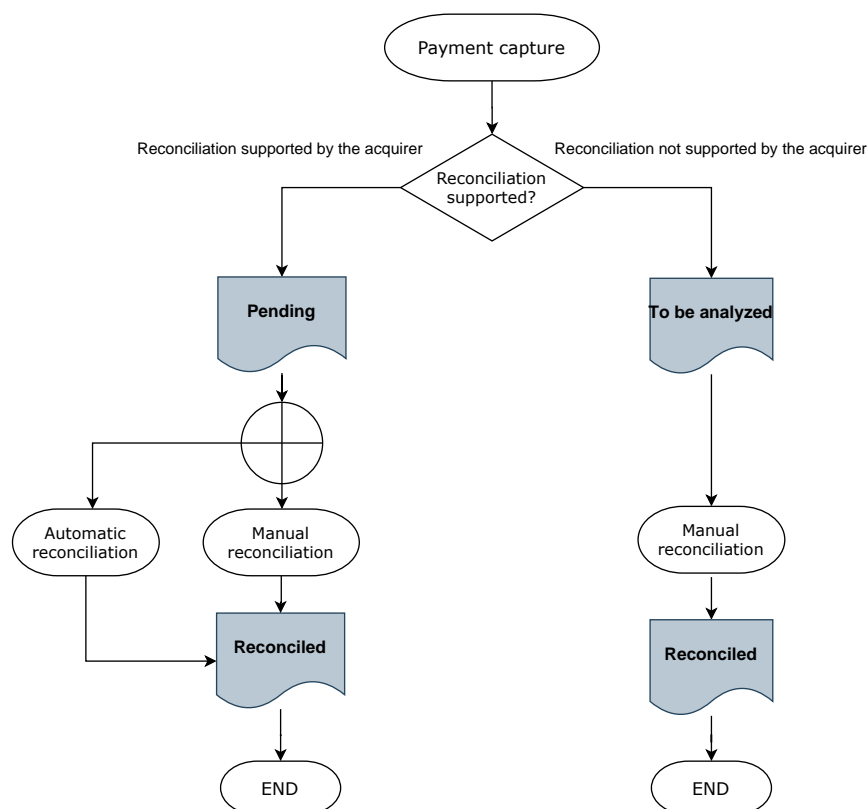 Payment capture
Reconciliation supported by the acquirer
Reconciliation not supported by the acquirer
Reconciliation
supported?
Pending
To be analyzed
Automatic
reconciliation
Manual
reconciliation
Manual
reconciliation
Reconciled
Reconciled
END
END